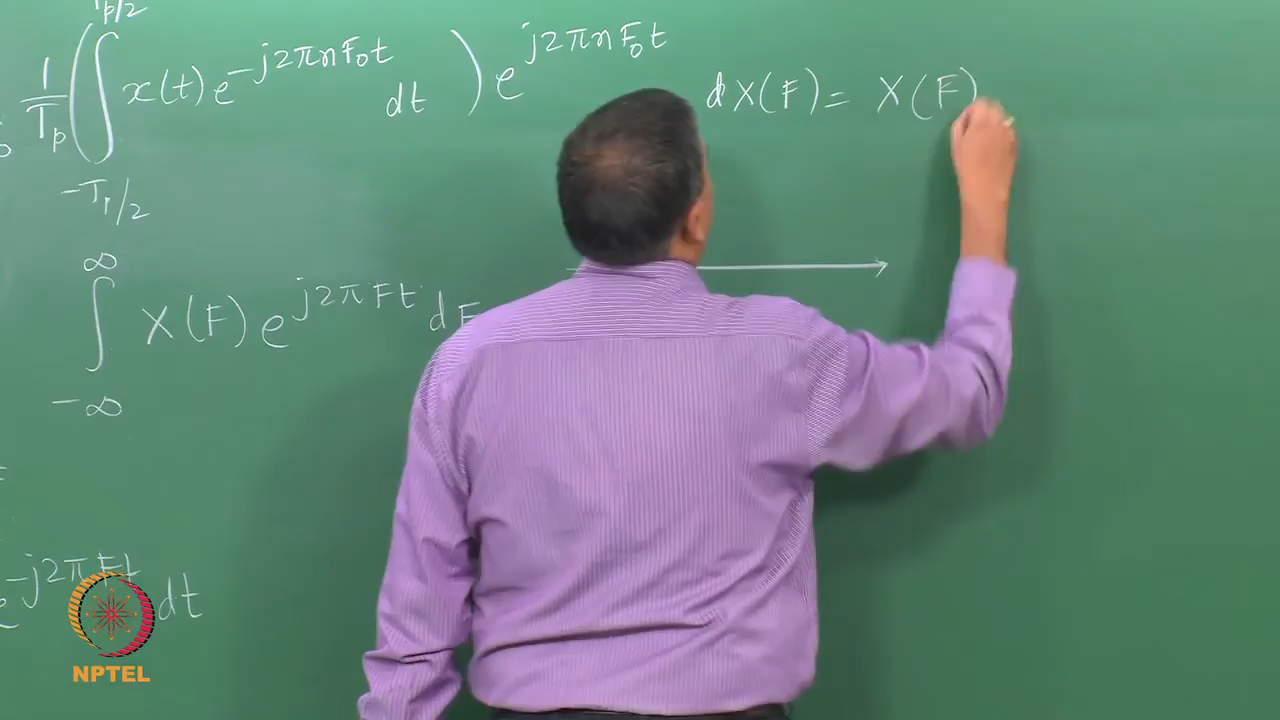 1/T_p ( ∫_{-T_p/2}^{T_p/2} x(t) e^{-j2πnF_0t} dt ) e^{j2πnF_0t} dX(F) = X(F)
∫_{-∞}^{∞} X(F) e^{j2πFt} dF
e^{-j2πFt} dt
NPTEL